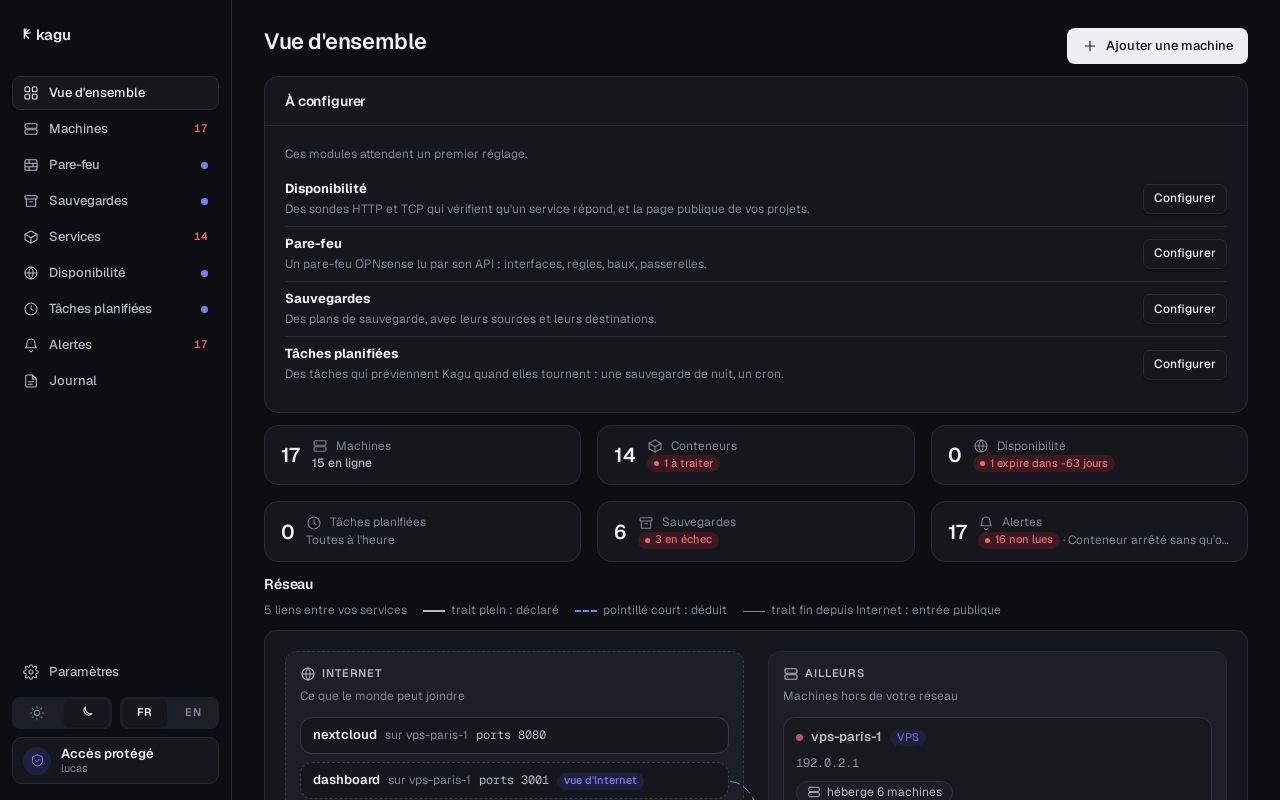 kagu
Vue d'ensemble
Machines 17
Pare-feu
Sauvegardes
Services 14
Disponibilité
Tâches planifiées
Alertes 17
Journal
Paramètres
FR EN
Accès protégé
lucas
Vue d'ensemble
Ajouter une machine
À configurer
Ces modules attendent un premier réglage.
Disponibilité
Des sondes HTTP et TCP qui vérifient qu'un service répond, et la page publique de vos projets.
Configurer
Pare-feu
Un pare-feu OPNsense lu par son API : interfaces, règles, baux, passerelles.
Configurer
Sauvegardes
Des plans de sauvegarde, avec leurs sources et leurs destinations.
Configurer
Tâches planifiées
Des tâches qui préviennent Kagu quand elles tournent : une sauvegarde de nuit, un cron.
Configurer
17 Machines
15 en ligne
14 Conteneurs
1 à traiter
0 Disponibilité
1 expire dans -63 jours
0 Tâches planifiées
Toutes à l'heure
6 Sauvegardes
3 en échec
17 Alertes
16 non lues · Conteneur arrêté sans qu'o…
Réseau
5 liens entre vos services trait plein : déclaré pointillé court : déduit trait fin depuis Internet : entrée publique
INTERNET
Ce que le monde peut joindre
nextcloud sur vps-paris-1 ports 8080
dashboard sur vps-paris-1 ports 3001 vue d'Internet
AILLEURS
Machines hors de votre réseau
vps-paris-1 VPS
192.0.2.1
héberge 6 machines